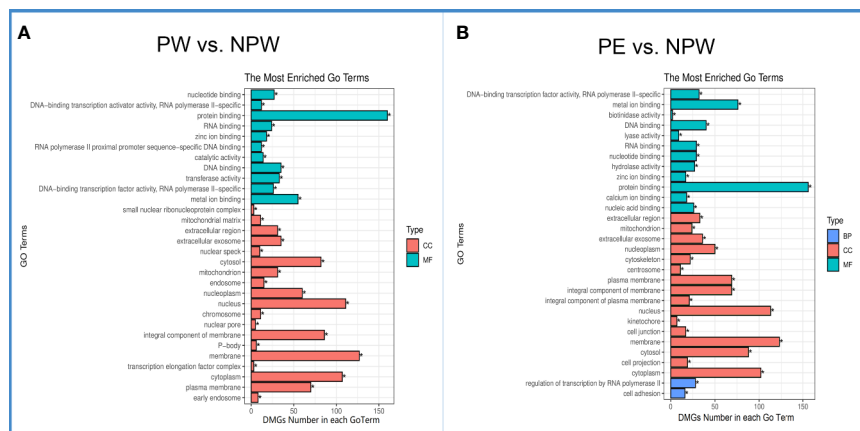 A
PW vs. NPW
The Most Enriched Go Terms
GO Terms
nucleotide binding
DNA−binding transcription activator activity, RNA polymerase II−specific
protein binding
RNA binding
zinc ion binding
RNA polymerase II proximal promoter sequence−specific DNA binding
catalytic activity
DNA binding
transferase activity
DNA−binding transcription factor activity, RNA polymerase II−specific
metal ion binding
small nuclear ribonucleoprotein complex
mitochondrial matrix
extracellular region
extracellular exosome
nuclear speck
cytosol
mitochondrion
endosome
nucleoplasm
nucleus
chromosome
nuclear pore
integral component of membrane
P−body
membrane
transcription elongation factor complex
cytoplasm
plasma membrane
early endosome
0 50 100 150
DMGs Number in each GoTerm
Type
CC
MF
B
PE vs. NPW
The Most Enriched Go Terms
GO Terms
DNA−binding transcription factor activity, RNA polymerase II−specific
metal ion binding
biotinidase activity
DNA binding
lyase activity
RNA binding
nucleotide binding
hydrolase activity
zinc ion binding
protein binding
calcium ion binding
nucleic acid binding
extracellular region
mitochondrion
extracellular exosome
nucleoplasm
cytoskeleton
centrosome
plasma membrane
integral component of membrane
integral component of plasma membrane
nucleus
kinetochore
cell junction
membrane
cytosol
cell projection
cytoplasm
regulation of transcription by RNA polymerase II
cell adhesion
0 50 100 150
DMGs Number in each Go Term
Type
BP
CC
MF